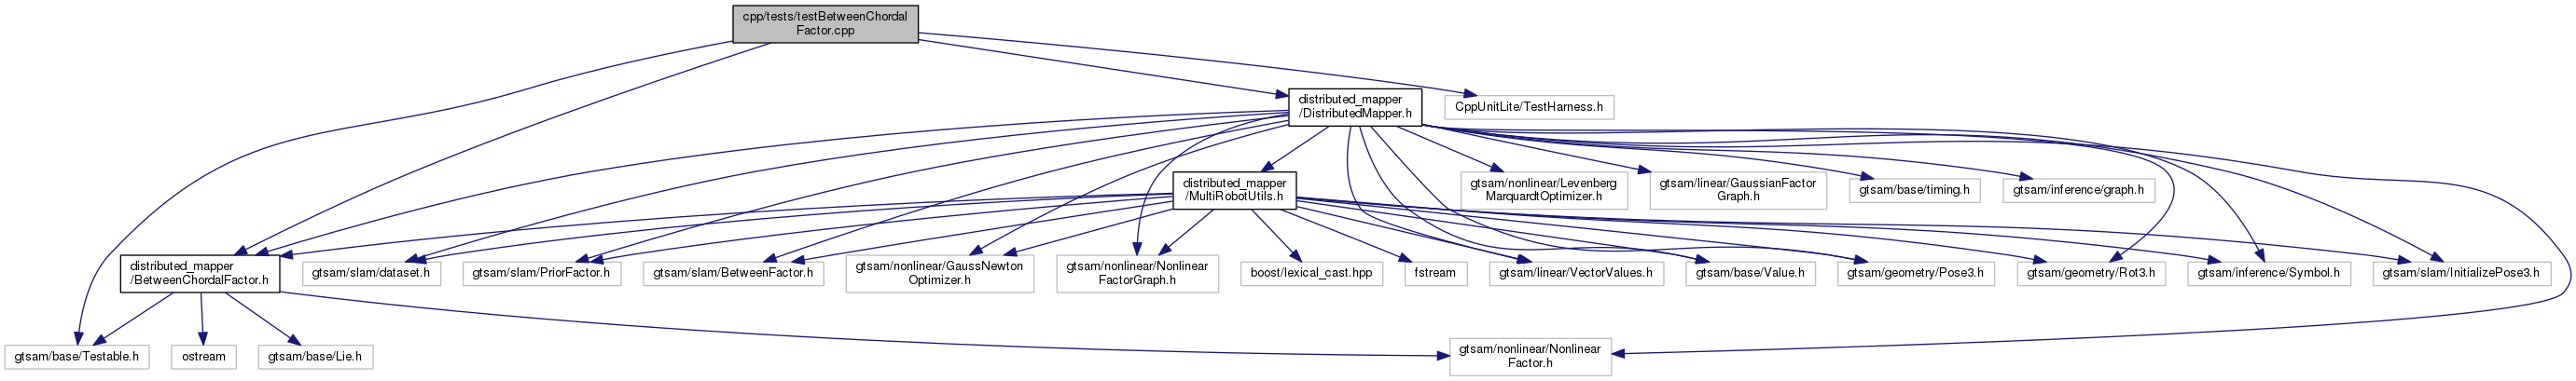 cpp/tests/testBetweenChordal
Factor.cpp
distributed_mapper
/DistributedMapper.h
CppUnitLite/TestHarness.h
distributed_mapper
/MultiRobotUtils.h
gtsam/nonlinear/Levenberg
MarquardtOptimizer.h
gtsam/linear/GaussianFactor
Graph.h
gtsam/base/timing.h
gtsam/inference/graph.h
distributed_mapper
/BetweenChordalFactor.h
gtsam/slam/dataset.h
gtsam/slam/PriorFactor.h
gtsam/slam/BetweenFactor.h
gtsam/nonlinear/GaussNewton
Optimizer.h
gtsam/nonlinear/Nonlinear
FactorGraph.h
boost/lexical_cast.hpp
fstream
gtsam/linear/VectorValues.h
gtsam/base/Value.h
gtsam/geometry/Pose3.h
gtsam/geometry/Rot3.h
gtsam/inference/Symbol.h
gtsam/slam/InitializePose3.h
gtsam/base/Testable.h
ostream
gtsam/base/Lie.h
gtsam/nonlinear/Nonlinear
Factor.h